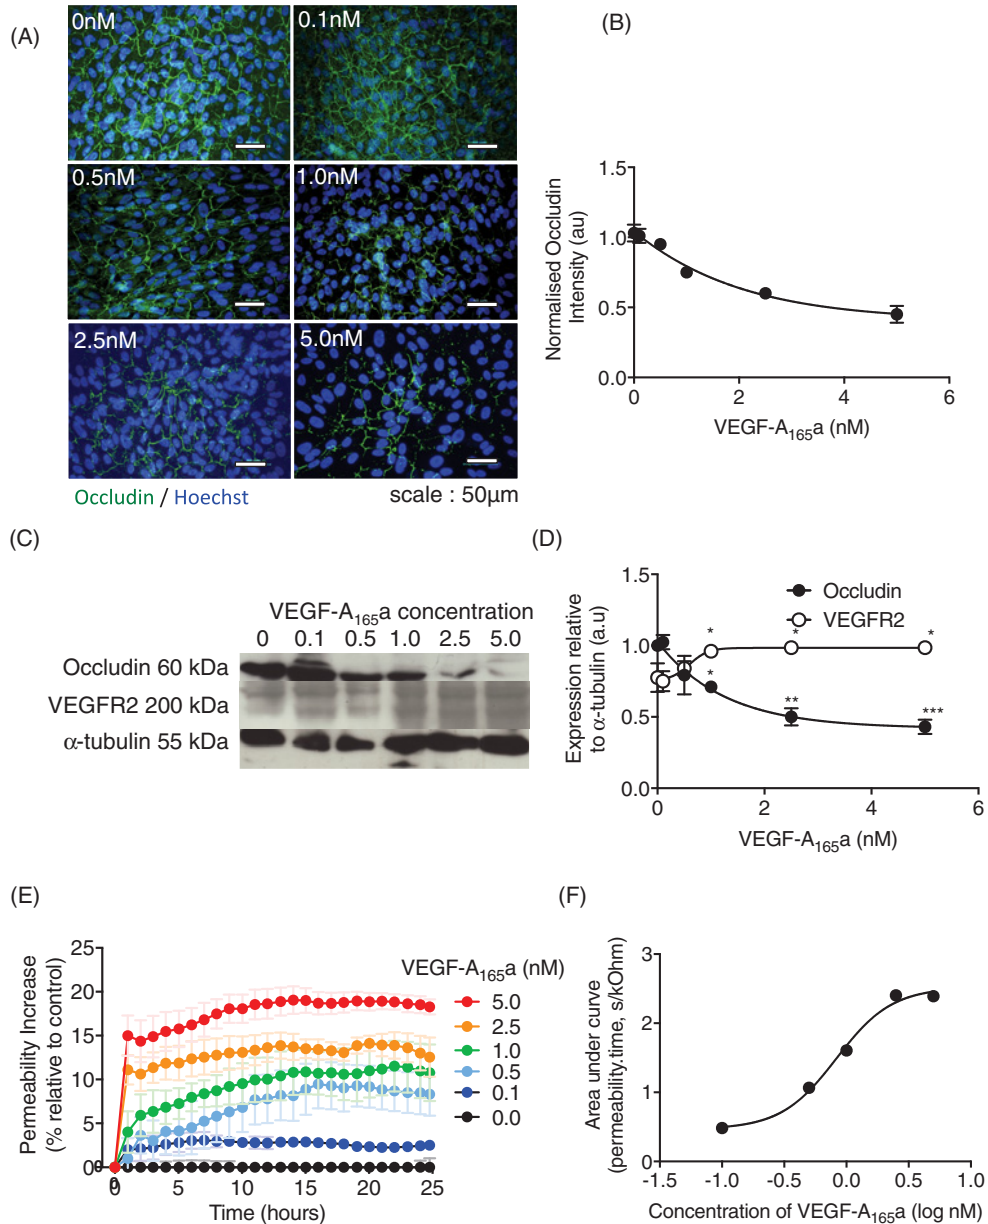 (A)
0nM
0.1nM
0.5nM
1.0nM
2.5nM
5.0nM
Occludin / Hoechst
scale : 50µm
(B)
1.5
1.0
0.5
0.0
0 2 4 6
Normalised Occludin
Intensity (au)
VEGF-A165a (nM)
(C)
VEGF-A165a concentration
0 0.1 0.5 1.0 2.5 5.0
Occludin 60 kDa
VEGFR2 200 kDa
α-tubulin 55 kDa
(D)
1.5
1.0
0.5
0.0
0 2 4 6
Occludin
VEGFR2
* * *
*
**
***
Expression relative
to α-tubulin (a.u)
VEGF-A165a (nM)
(E)
25
20
15
10
5
0
0 5 10 15 20 25
0
Permeability Increase
(% relative to control)
Time (hours)
VEGF-A165a (nM)
5.0
2.5
1.0
0.5
0.1
0.0
(F)
3
2
1
0
-1.5 -1.0 -0.5 0.0 0.5 1.0
Area under curve
(permeability.time, s/kOhm)
Concentration of VEGF-A165a (log nM)